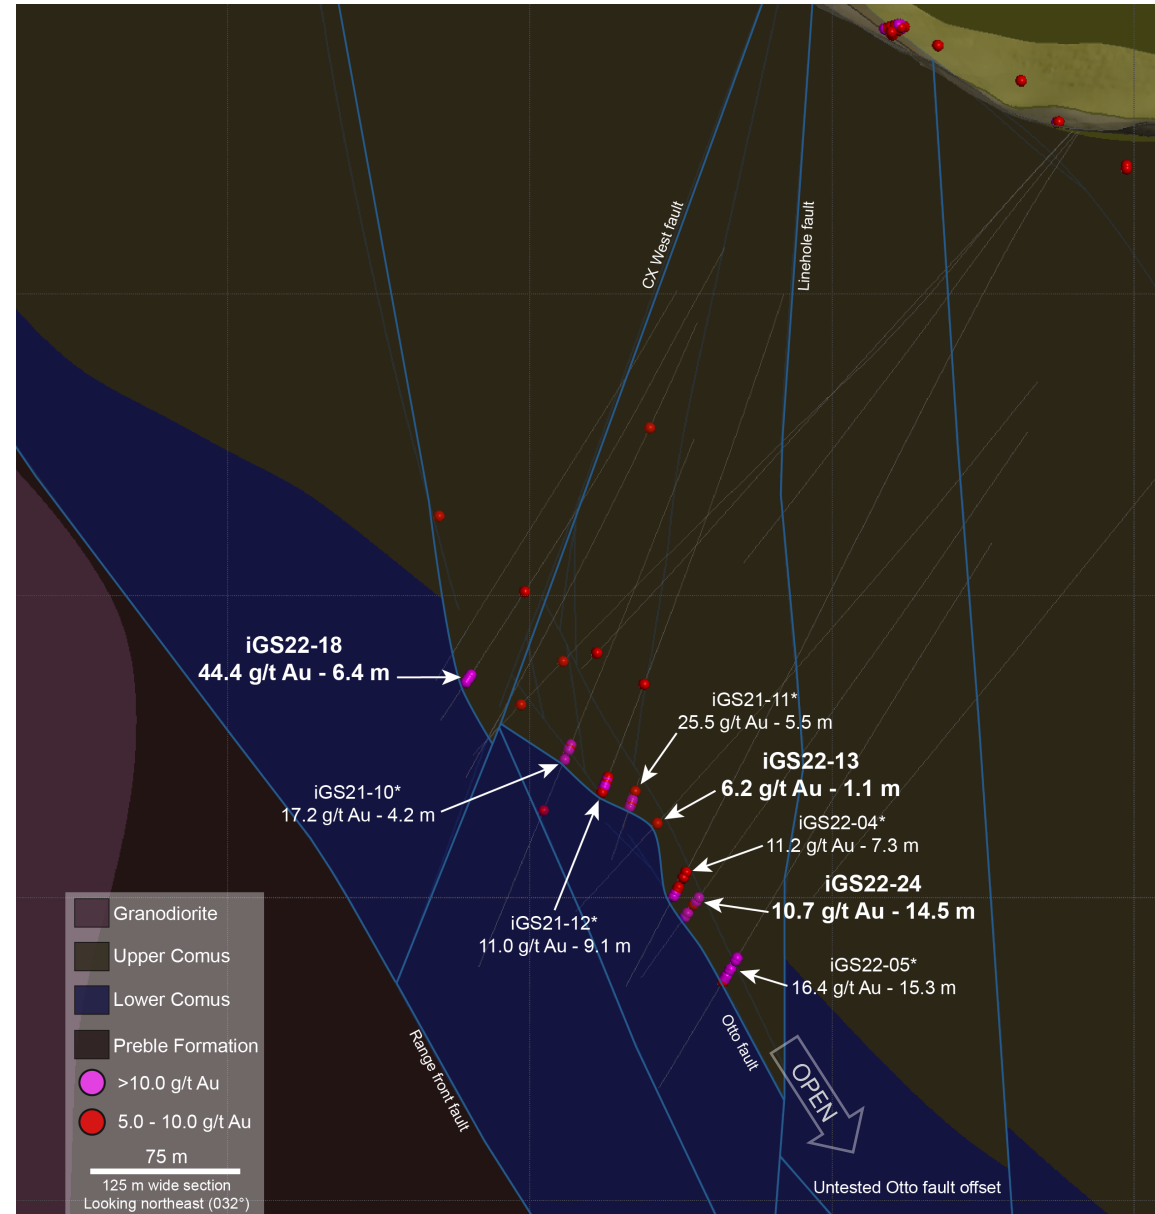 CX West fault
Linehole fault
iGS22-18
44.4 g/t Au - 6.4 m
iGS21-11*
25.5 g/t Au - 5.5 m
iGS22-13
6.2 g/t Au - 1.1 m
iGS21-10*
17.2 g/t Au - 4.2 m
iGS22-04*
11.2 g/t Au - 7.3 m
iGS22-24
10.7 g/t Au - 14.5 m
iGS21-12*
11.0 g/t Au - 9.1 m
iGS22-05*
16.4 g/t Au - 15.3 m
Otto fault
Range front fault
OPEN
Untested Otto fault offset
Granodiorite
Upper Comus
Lower Comus
Preble Formation
>10.0 g/t Au
5.0 - 10.0 g/t Au
75 m
125 m wide section
Looking northeast (032°)